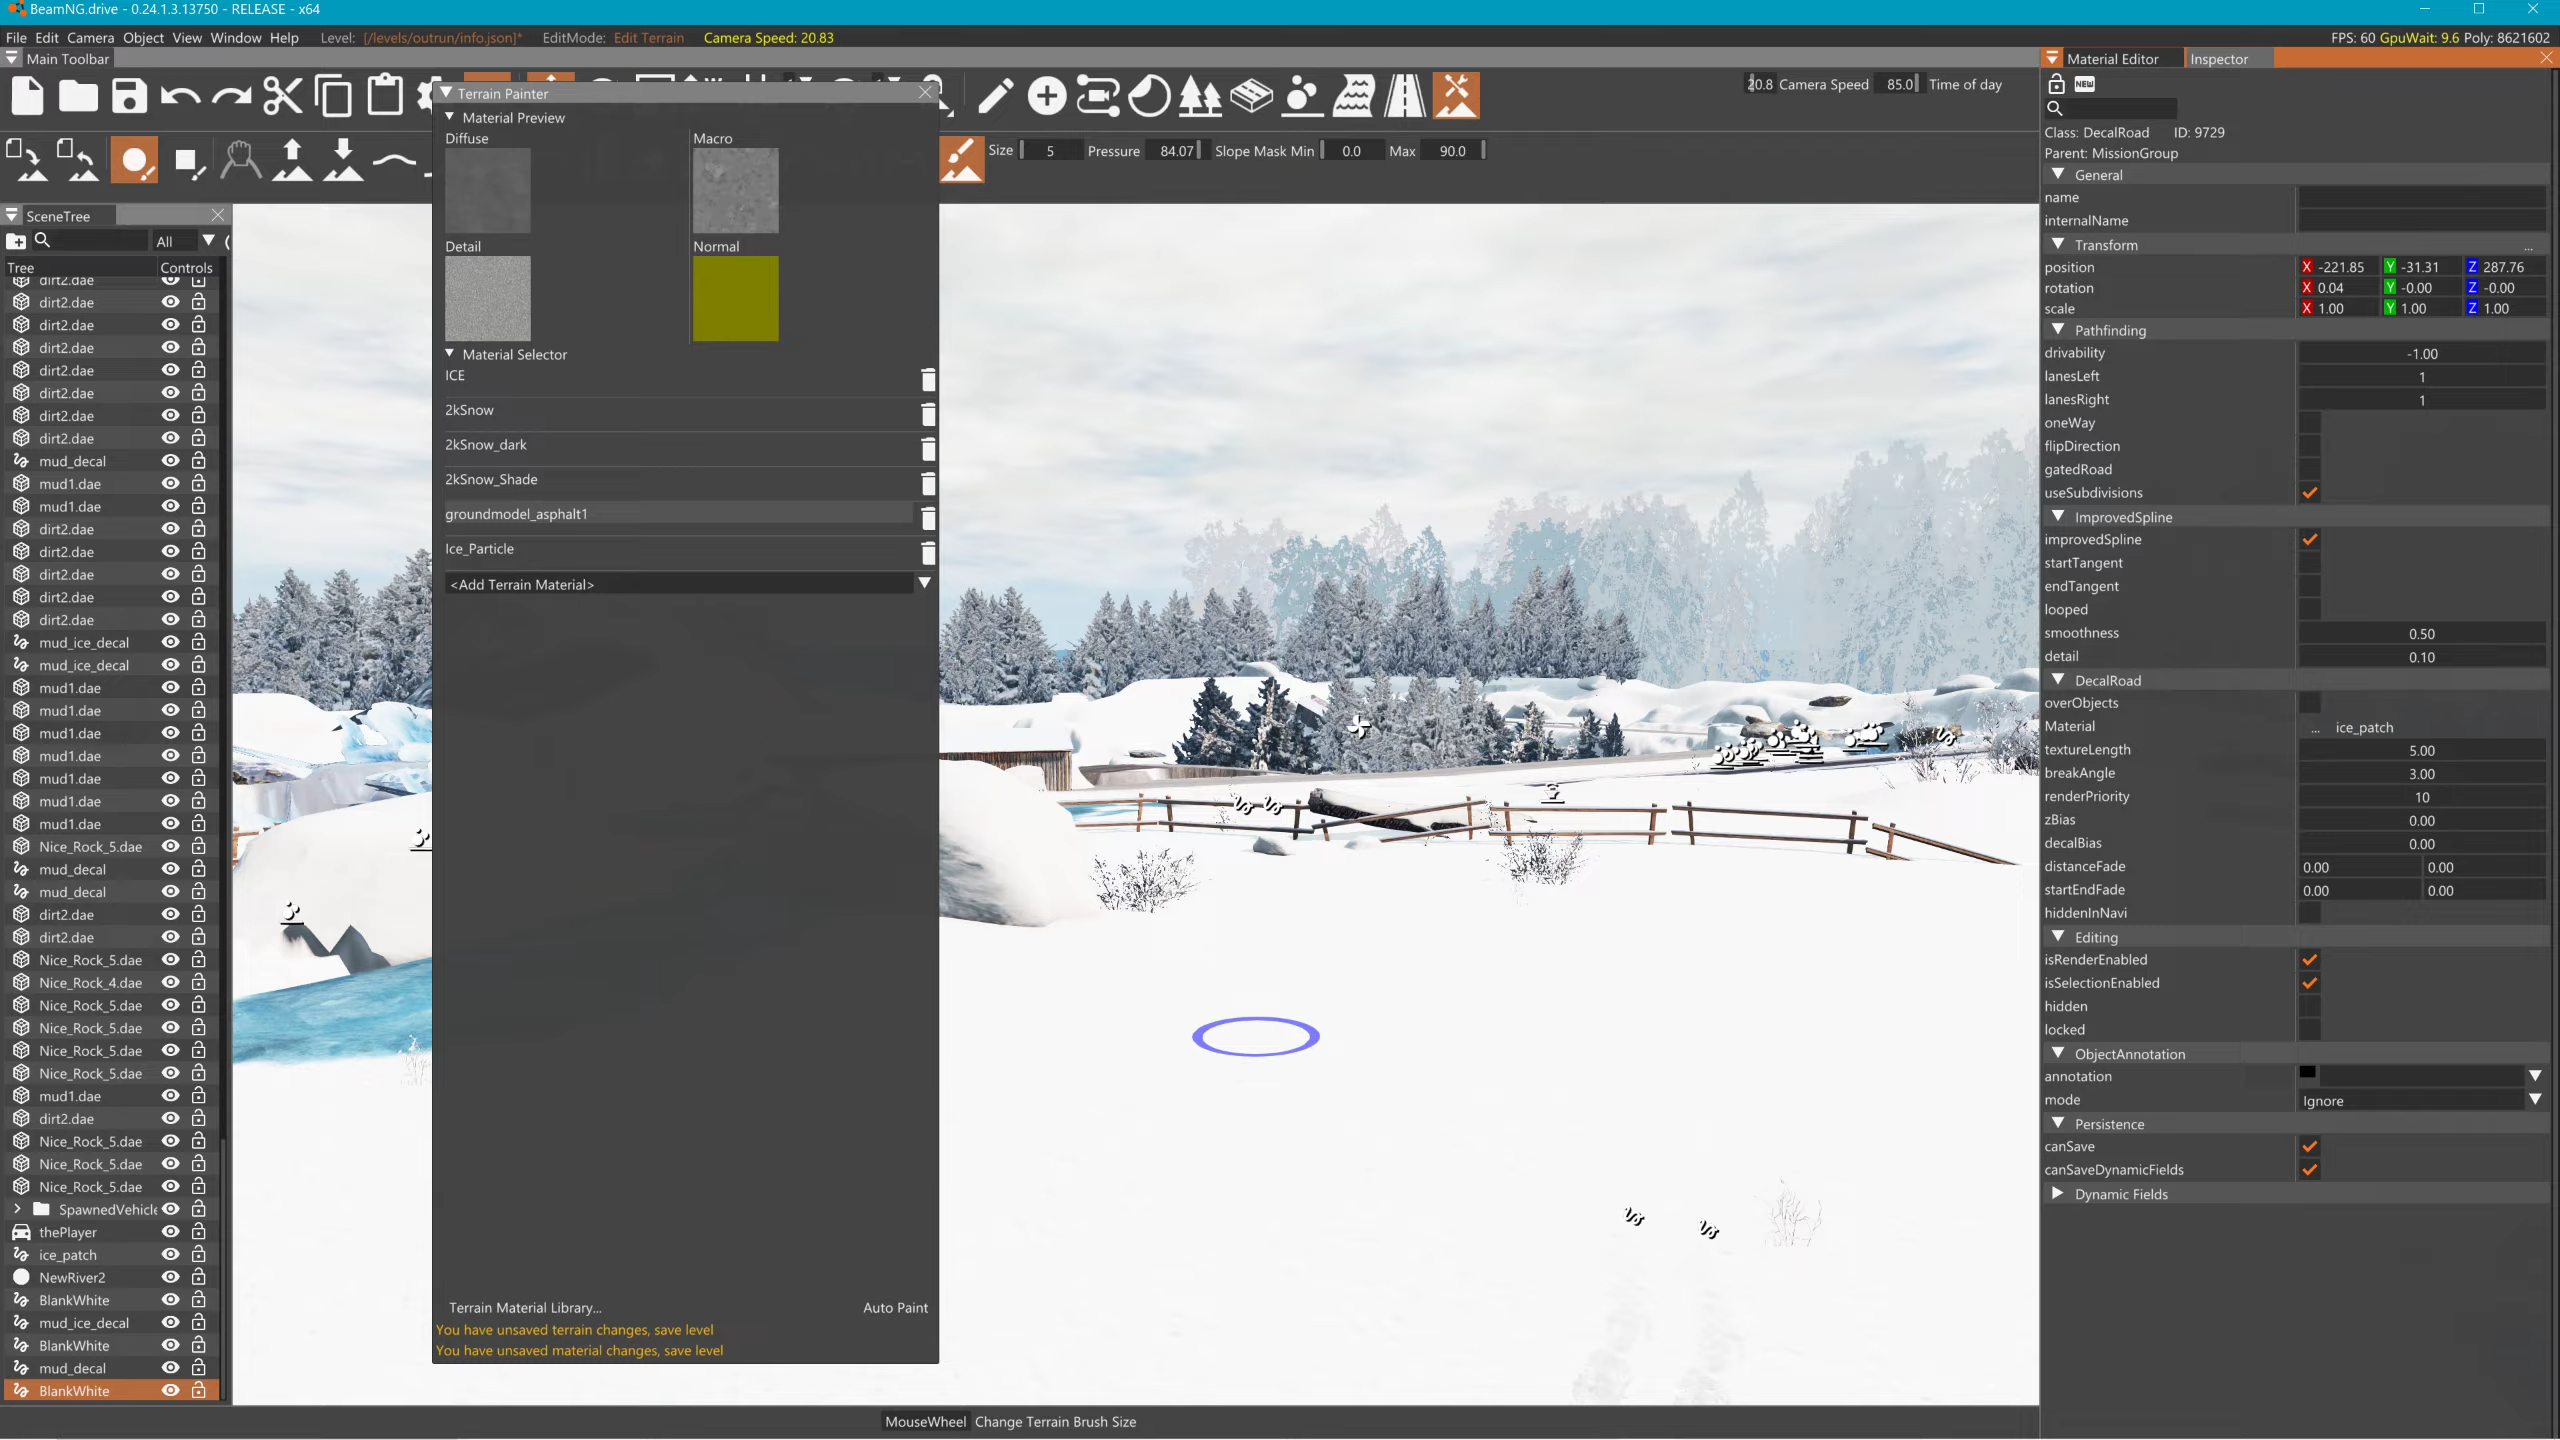 BeamNG.drive - 0.24.1.3.13750 - RELEASE - x64
File Edit Camera Object View Window Help Level: [/levels/outrun/info.json]* EditMode: Edit Terrain Camera Speed: 20.83 FPS: 60 GpuWait: 9.6 Poly: 8621602
Main Toolbar
20.8 Camera Speed 85.0 Time of day
Size 5 Pressure 84.07 Slope Mask Min 0.0 Max 90.0
SceneTree
All
Tree Controls
dirt2.dae
dirt2.dae
dirt2.dae
dirt2.dae
dirt2.dae
dirt2.dae
dirt2.dae
dirt2.dae
mud_decal
mud1.dae
mud1.dae
dirt2.dae
dirt2.dae
dirt2.dae
dirt2.dae
dirt2.dae
mud_ice_decal
mud_ice_decal
mud1.dae
mud1.dae
mud1.dae
mud1.dae
mud1.dae
mud1.dae
mud1.dae
Nice_Rock_5.dae
mud_decal
mud_decal
dirt2.dae
dirt2.dae
Nice_Rock_5.dae
Nice_Rock_4.dae
Nice_Rock_5.dae
Nice_Rock_5.dae
Nice_Rock_5.dae
Nice_Rock_5.dae
mud1.dae
dirt2.dae
Nice_Rock_5.dae
Nice_Rock_5.dae
Nice_Rock_5.dae
SpawnedVehicle
thePlayer
ice_patch
NewRiver2
BlankWhite
mud_ice_decal
BlankWhite
mud_decal
BlankWhite
Terrain Painter
Material Preview
Diffuse Macro
Detail Normal
Material Selector
ICE
2kSnow
2kSnow_dark
2kSnow_Shade
groundmodel_asphalt1
Ice_Particle
<Add Terrain Material>
Terrain Material Library... Auto Paint
You have unsaved terrain changes, save level
You have unsaved material changes, save level
MouseWheel Change Terrain Brush Size
Material Editor Inspector
NEW
Class: DecalRoad ID: 9729
Parent: MissionGroup
General
name
internalName
Transform ...
position X -221.85 Y -31.31 Z 287.76
rotation X 0.04 Y -0.00 Z -0.00
scale X 1.00 Y 1.00 Z 1.00
Pathfinding
drivability -1.00
lanesLeft 1
lanesRight 1
oneWay
flipDirection
gatedRoad
useSubdivisions
ImprovedSpline
improvedSpline
startTangent
endTangent
looped
smoothness 0.50
detail 0.10
DecalRoad
overObjects
Material ... ice_patch
textureLength 5.00
breakAngle 3.00
renderPriority 10
zBias 0.00
decalBias 0.00
distanceFade 0.00 0.00
startEndFade 0.00 0.00
hiddenInNavi
Editing
isRenderEnabled
isSelectionEnabled
hidden
locked
ObjectAnnotation
annotation
mode Ignore
Persistence
canSave
canSaveDynamicFields
Dynamic Fields